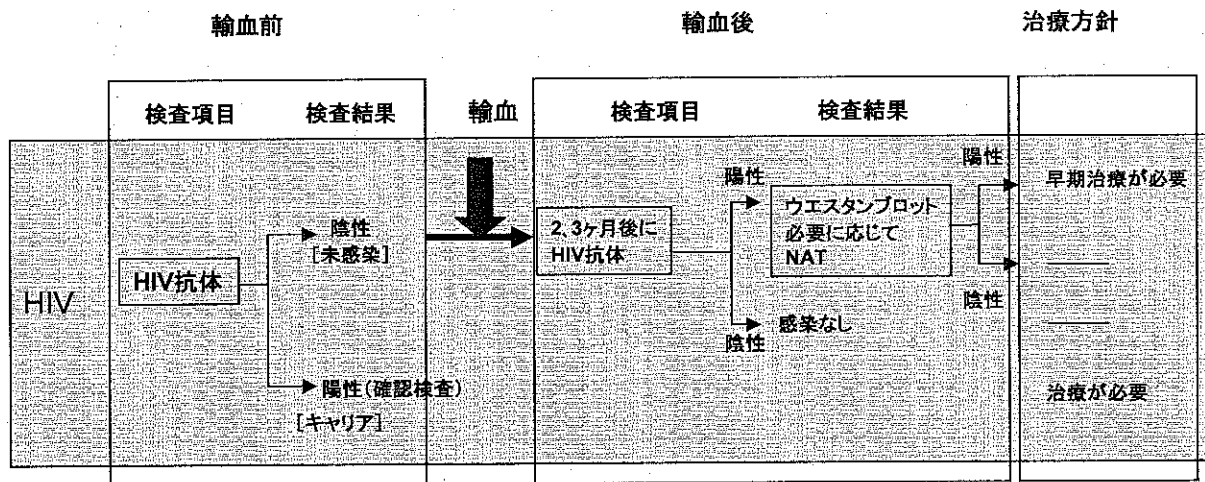 輸血前
輸血後
治療方針
検査項目
検査結果
輸血
検査項目
検査結果
HIV
HIV抗体
陰性
[未感染]
陽性(確認検査)
[キャリア]
2、3ヶ月後に
HIV抗体
陽性
ウエスタンブロット
必要に応じて
NAT
陰性
感染なし
陽性
早期治療が必要
陰性
治療が必要